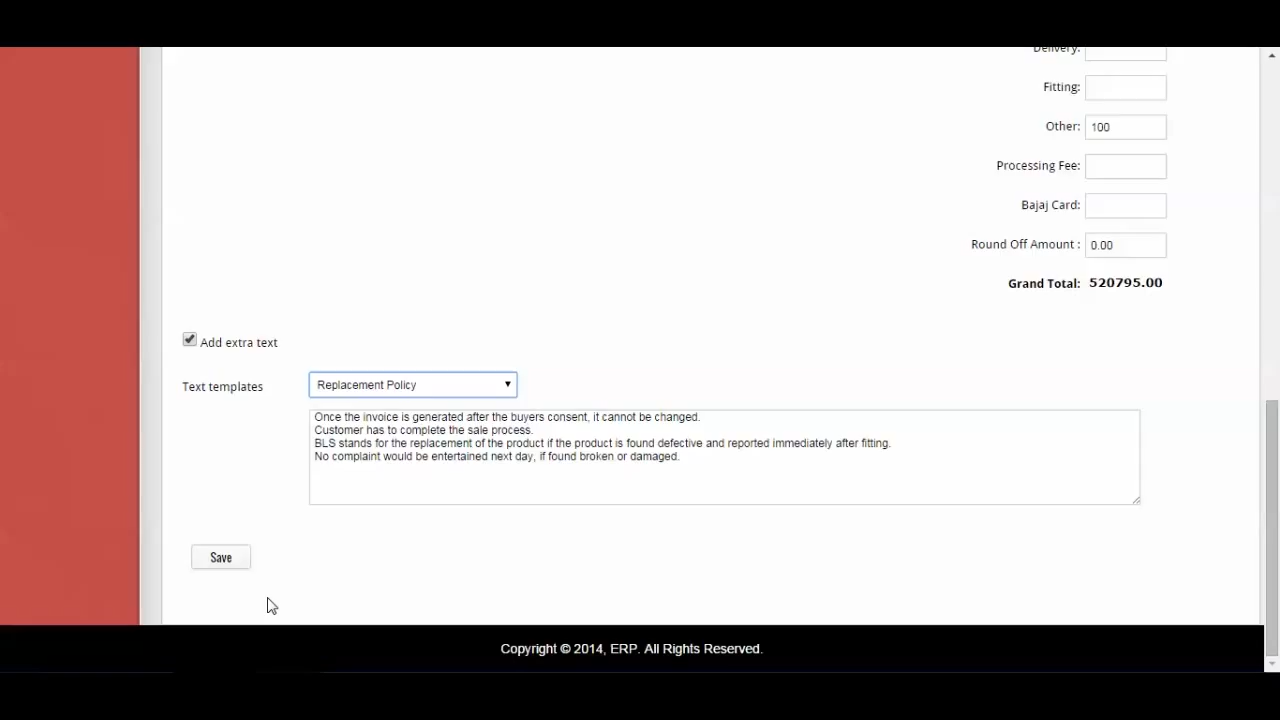 Delivery:
Fitting:
Other: 100
Processing Fee:
Bajaj Card:
Round Off Amount : 0.00
Grand Total: 520795.00
Add extra text
Text templates Replacement Policy
Once the invoice is generated after the buyers consent, it cannot be changed.
Customer has to complete the sale process.
BLS stands for the replacement of the product if the product is found defective and reported immediately after fitting.
No complaint would be entertained next day, if found broken or damaged.
Save
Copyright © 2014, ERP. All Rights Reserved.